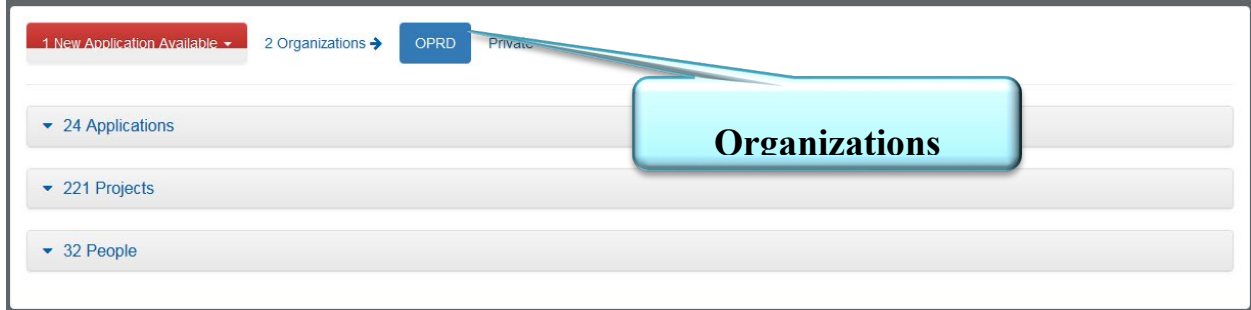 1 New Application Available 2 Organizations OPRD Private
Organizations
24 Applications
221 Projects
32 People